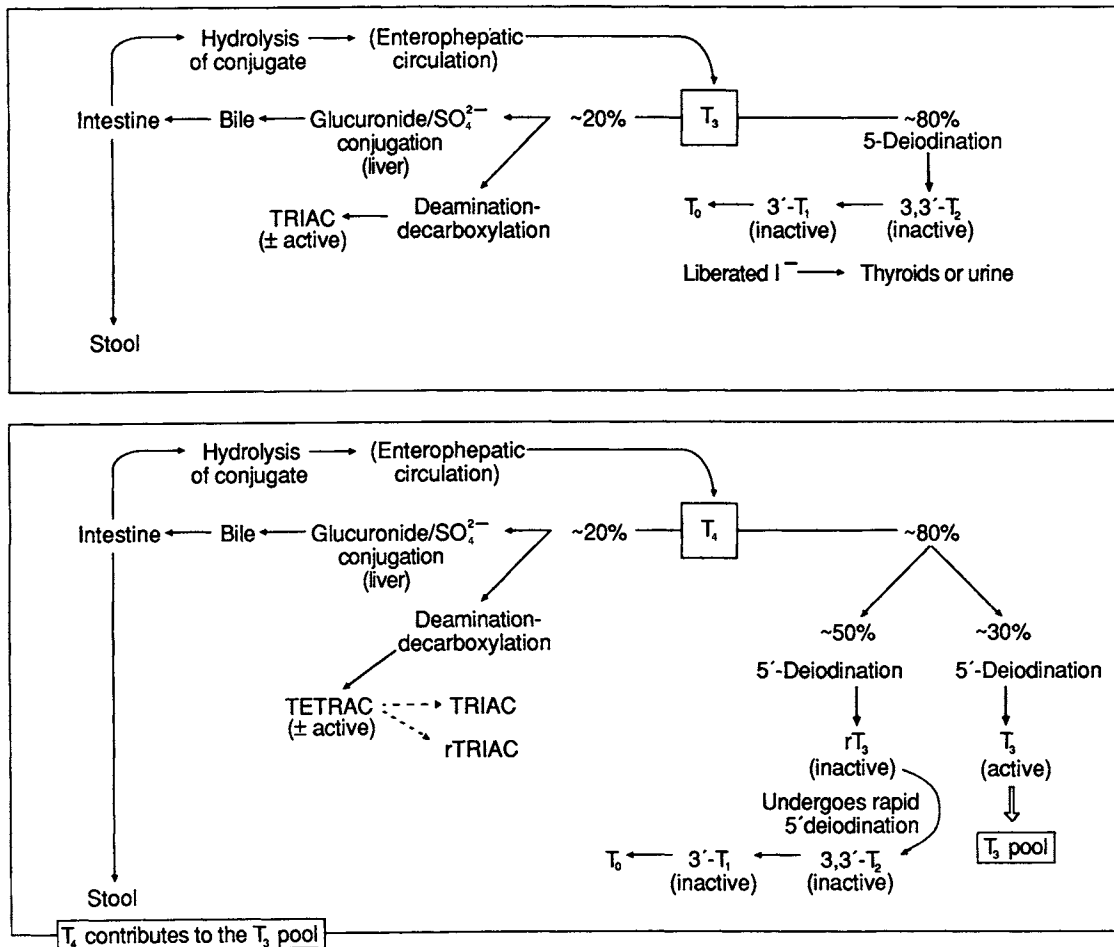 Hydrolysis
of conjugate
(Enterophepatic
circulation)
Intestine
Bile
Glucuronide/SO₄²⁻
conjugation
(liver)
~20%
T₃
~80%
5-Deiodination
TRIAC
(± active)
Deamination-
decarboxylation
T₀
3´-T₁
(inactive)
3,3´-T₂
(inactive)
Liberated I⁻
Thyroids or urine
Stool
Hydrolysis
of conjugate
(Enterophepatic
circulation)
Intestine
Bile
Glucuronide/SO₄²⁻
conjugation
(liver)
~20%
T₄
~80%
Deamination-
decarboxylation
~50%
~30%
5´-Deiodination
5´-Deiodination
TETRAC
(± active)
TRIAC
rTRIAC
rT₃
(inactive)
T₃
(active)
Undergoes rapid
5´deiodination
T₃ pool
T₀
3´-T₁
(inactive)
3,3´-T₂
(inactive)
Stool
T₄ contributes to the T₃ pool